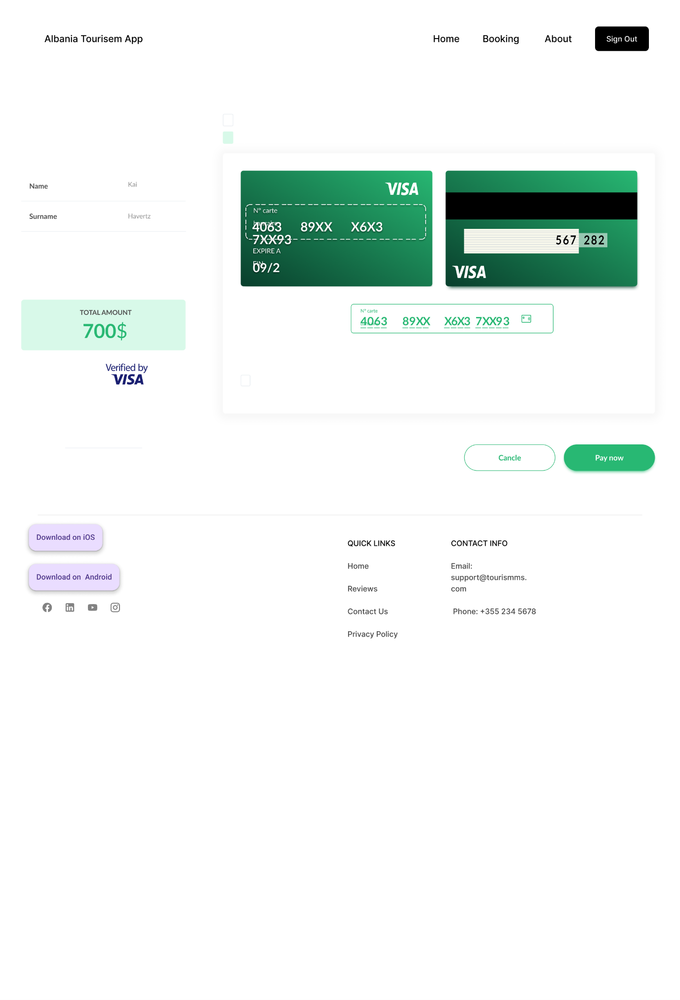 Albania Tourisem App
Home
Booking
About
Sign Out
Name
Kai
Surname
Havertz
TOTAL AMOUNT
700$
Verified by
VISA
VISA
N° carte
bancaire
4063 89XX X6X3
7XX93
EXPIRE A
FIN
09/2
567 282
VISA
N° carte
bancaire
4063 89XX X6X3 7XX93
Cancle
Pay now
Download on iOS
Download on  Android
QUICK LINKS
Home
Reviews
Contact Us
Privacy Policy
CONTACT INFO
Email:
support@tourismms.
com
Phone: +355 234 5678